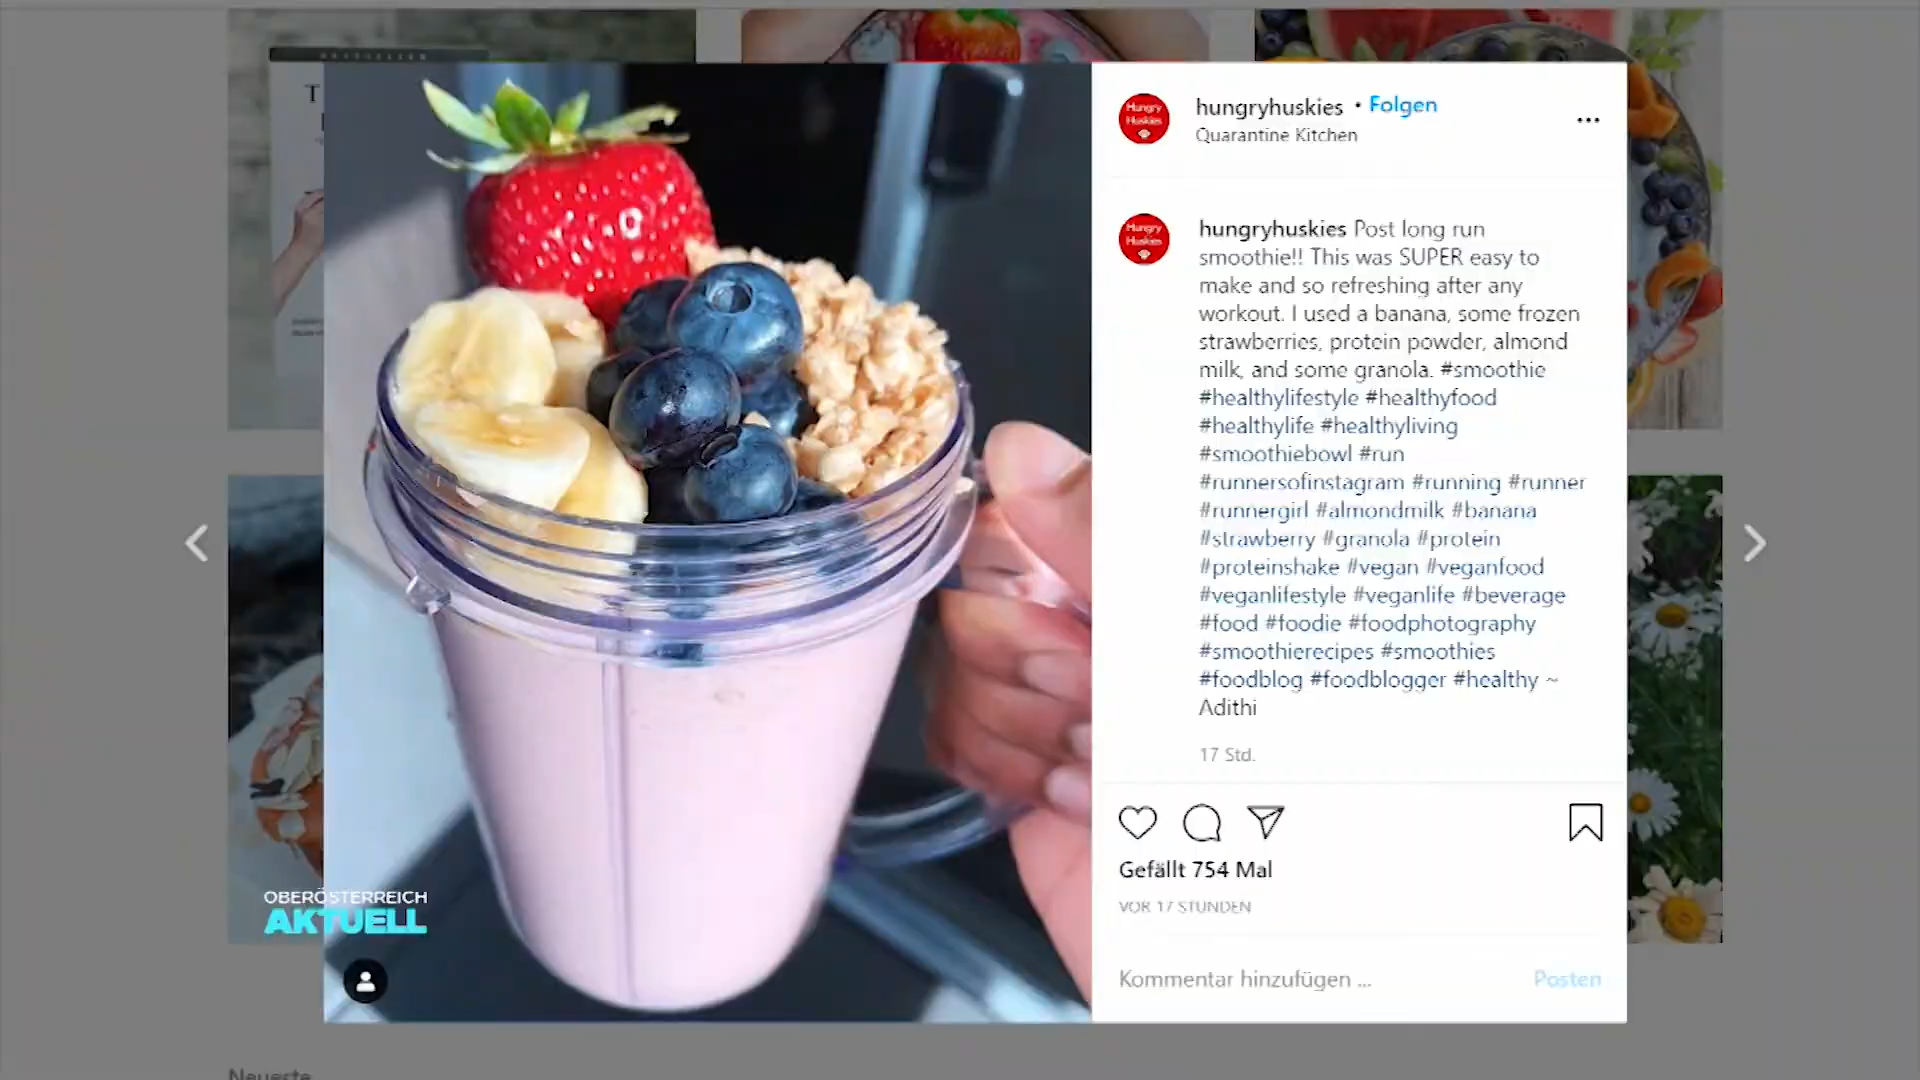 hungryhuskies • Folgen
Quarantine Kitchen
Hungry
Huskies
hungryhuskies Post long run
smoothie!! This was SUPER easy to
make and so refreshing after any
workout. I used a banana, some frozen
strawberries, protein powder, almond
milk, and some granola. #smoothie
#healthylifestyle #healthyfood
#healthylife #healthyliving
#smoothiebowl #run
#runnersofinstagram #running #runner
#runnergirl #almondmilk #banana
#strawberry #granola #protein
#proteinshake #vegan #veganfood
#veganlifestyle #veganlife #beverage
#food #foodie #foodphotography
#smoothierecipes #smoothies
#foodblog #foodblogger #healthy ~
Adithi
17 Std.
Gefällt 754 Mal
VOR 17 STUNDEN
Kommentar hinzufügen ... Posten
OBERÖSTERREICH
AKTUELL
Neueste